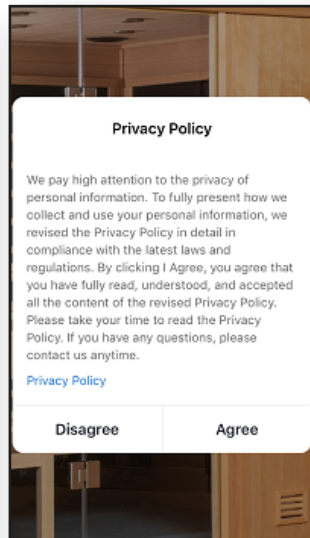 Privacy Policy
We pay high attention to the privacy of
personal information. To fully present how we
collect and use your personal information, we
revised the Privacy Policy in detail in
compliance with the latest laws and
regulations. By clicking I Agree, you agree that
you have fully read, understood, and accepted
all the content of the revised Privacy Policy.
Please take your time to read the Privacy
Policy. If you have any questions, please
contact us anytime.
Privacy Policy
Disagree Agree